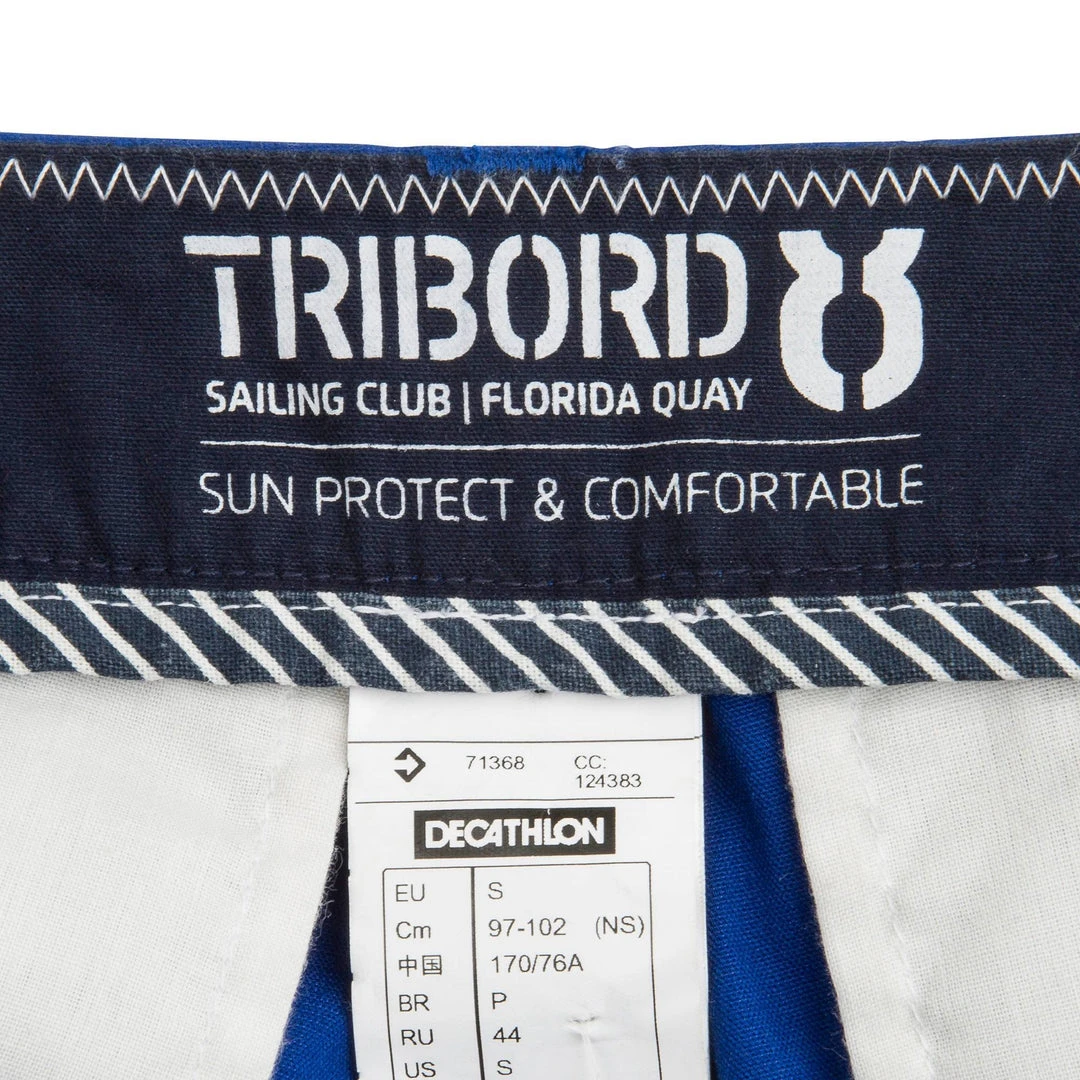 TRIBORD
SAILING CLUB | FLORIDA QUAY
SUN PROTECT & COMFORTABLE
71368 CC:
124383
DECATHLON
EU S
Cm 97-102 (NS)
中国 170/76A
BR P
RU 44
US S